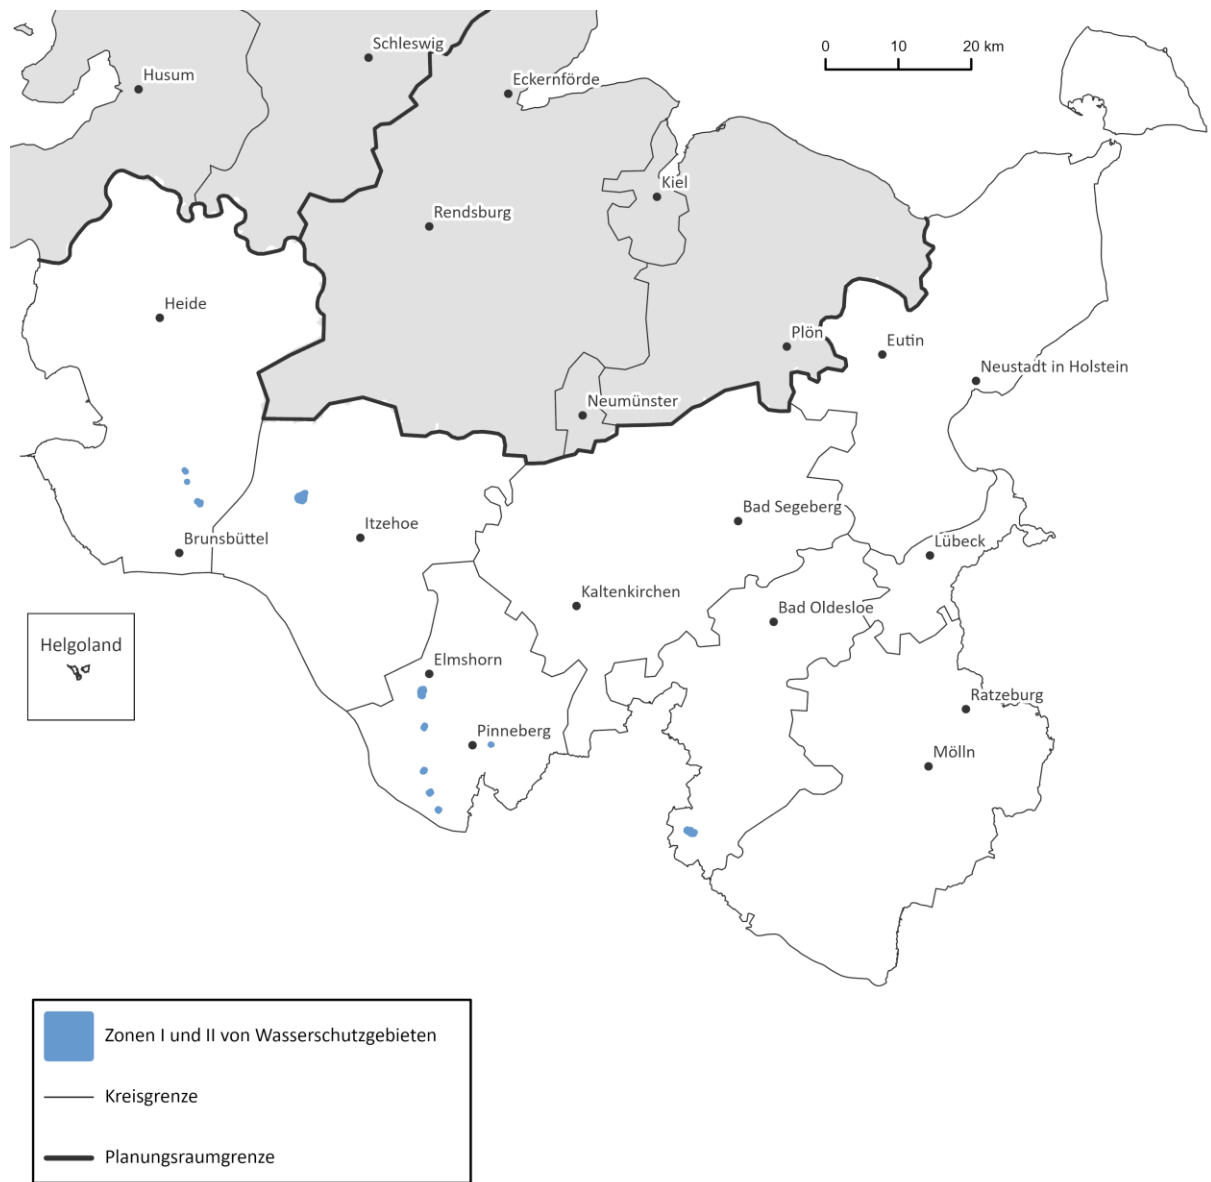 Schleswig
0 10 20 km
Husum
Eckernförde
Kiel
Rendsburg
Heide
Plön
Eutin
Neustadt in Holstein
Neumünster
Bad Segeberg
Itzehoe
Brunsbüttel
Lübeck
Kaltenkirchen
Bad Oldesloe
Helgoland
Elmshorn
Ratzeburg
Pinneberg
Mölln
Zonen I und II von Wasserschutzgebieten
Kreisgrenze
Planungsraumgrenze